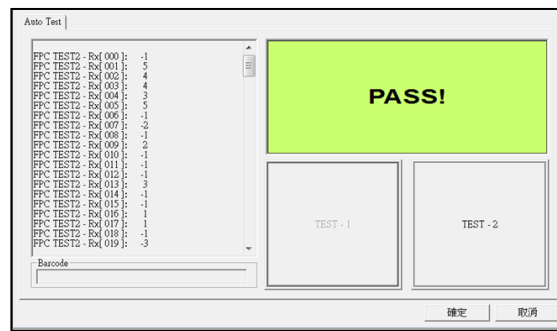 Auto Test
FPC TEST2 - Rx[ 000 ]: -1
FPC TEST2 - Rx[ 001 ]: 5
FPC TEST2 - Rx[ 002 ]: 4
FPC TEST2 - Rx[ 003 ]: 4
FPC TEST2 - Rx[ 004 ]: 3
FPC TEST2 - Rx[ 005 ]: 5
FPC TEST2 - Rx[ 006 ]: -1
FPC TEST2 - Rx[ 007 ]: -2
FPC TEST2 - Rx[ 008 ]: -1
FPC TEST2 - Rx[ 009 ]: 2
FPC TEST2 - Rx[ 010 ]: -1
FPC TEST2 - Rx[ 011 ]: -1
FPC TEST2 - Rx[ 012 ]: -1
FPC TEST2 - Rx[ 013 ]: 3
FPC TEST2 - Rx[ 014 ]: -1
FPC TEST2 - Rx[ 015 ]: -1
FPC TEST2 - Rx[ 016 ]: 1
FPC TEST2 - Rx[ 017 ]: 1
FPC TEST2 - Rx[ 018 ]: -1
FPC TEST2 - Rx[ 019 ]: -3
Barcode
PASS!
TEST - 1
TEST - 2
確定
取消